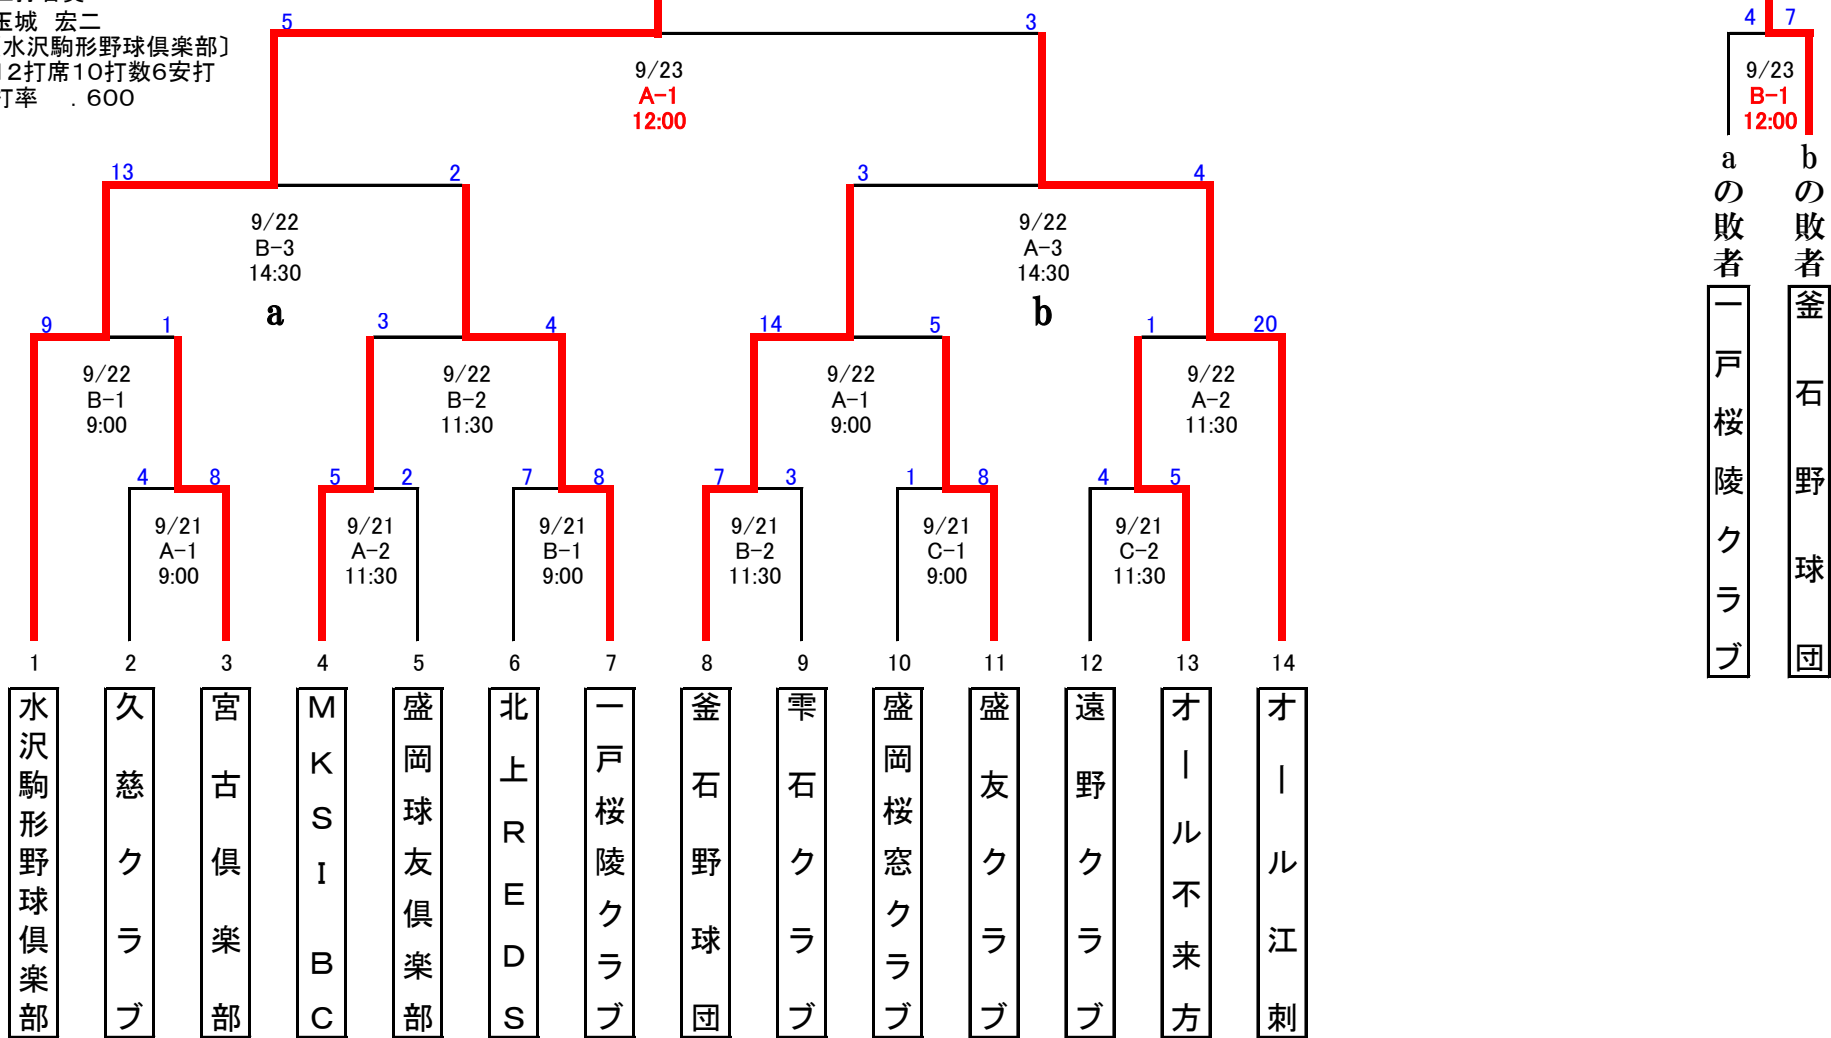 玉城 宏二
水沢駒形野球倶楽部〕
12打席10打数6安打
打率 .600
5 3
9/23
A-1
12:00
13 2
9/22
B-3
14:30
a
3 4
9/22
A-3
14:30
b
9 1
9/22
B-1
9:00
3 4
9/22
B-2
11:30
14 5
9/22
A-1
9:00
1 20
9/22
A-2
11:30
4 8
9/21
A-1
9:00
5 2
9/21
A-2
11:30
7 8
9/21
B-1
9:00
7 3
9/21
B-2
11:30
1 8
9/21
C-1
9:00
4 5
9/21
C-2
11:30
1
水沢駒形野球倶楽部
2
久慈クラブ
3
宮古倶楽部
4
MKSI BC
5
盛岡球友倶楽部
6
北上REDS
7
一戸桜陵クラブ
8
釜石野球団
9
雫石クラブ
10
盛岡桜窓クラブ
11
盛友クラブ
12
遠野クラブ
13
オール不来方
14
オール江刺
4 7
9/23
B-1
12:00
aの敗者
一戸桜陵クラブ
bの敗者
釜石野球団